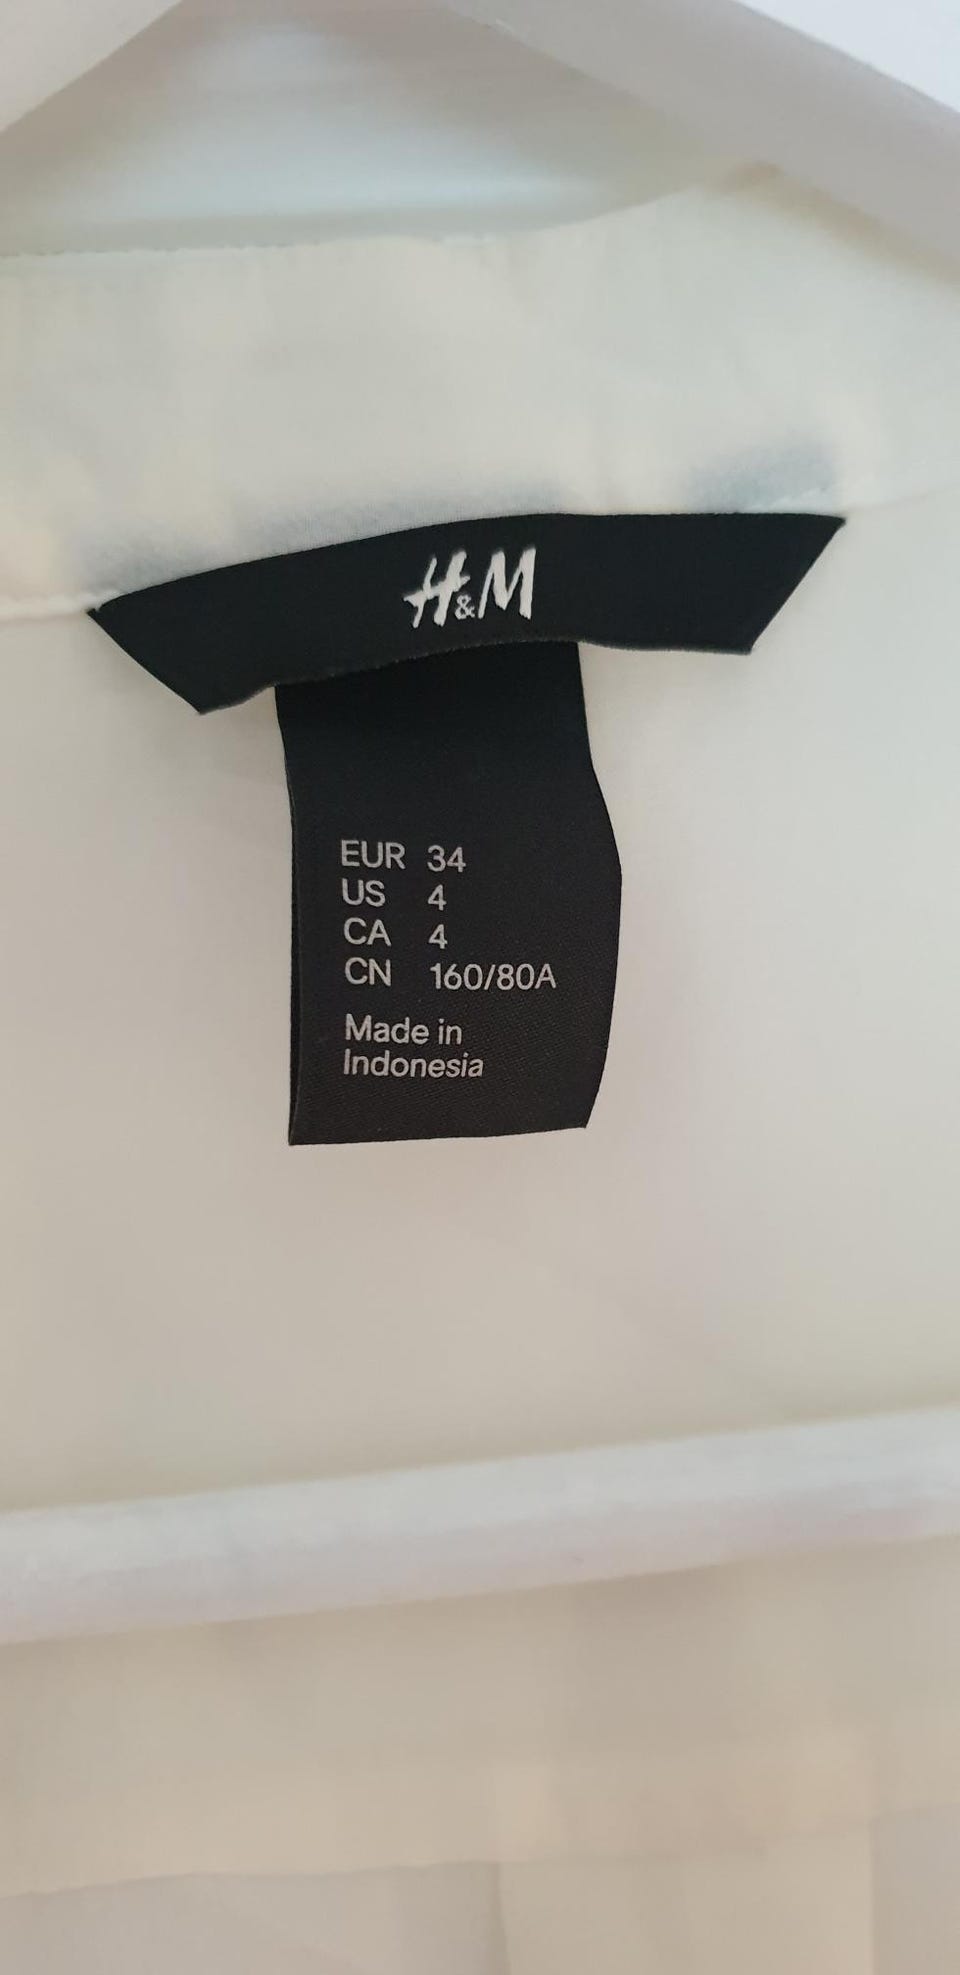 H&M
EUR 34
US 4
CA 4
CN 160/80A
Made in
Indonesia